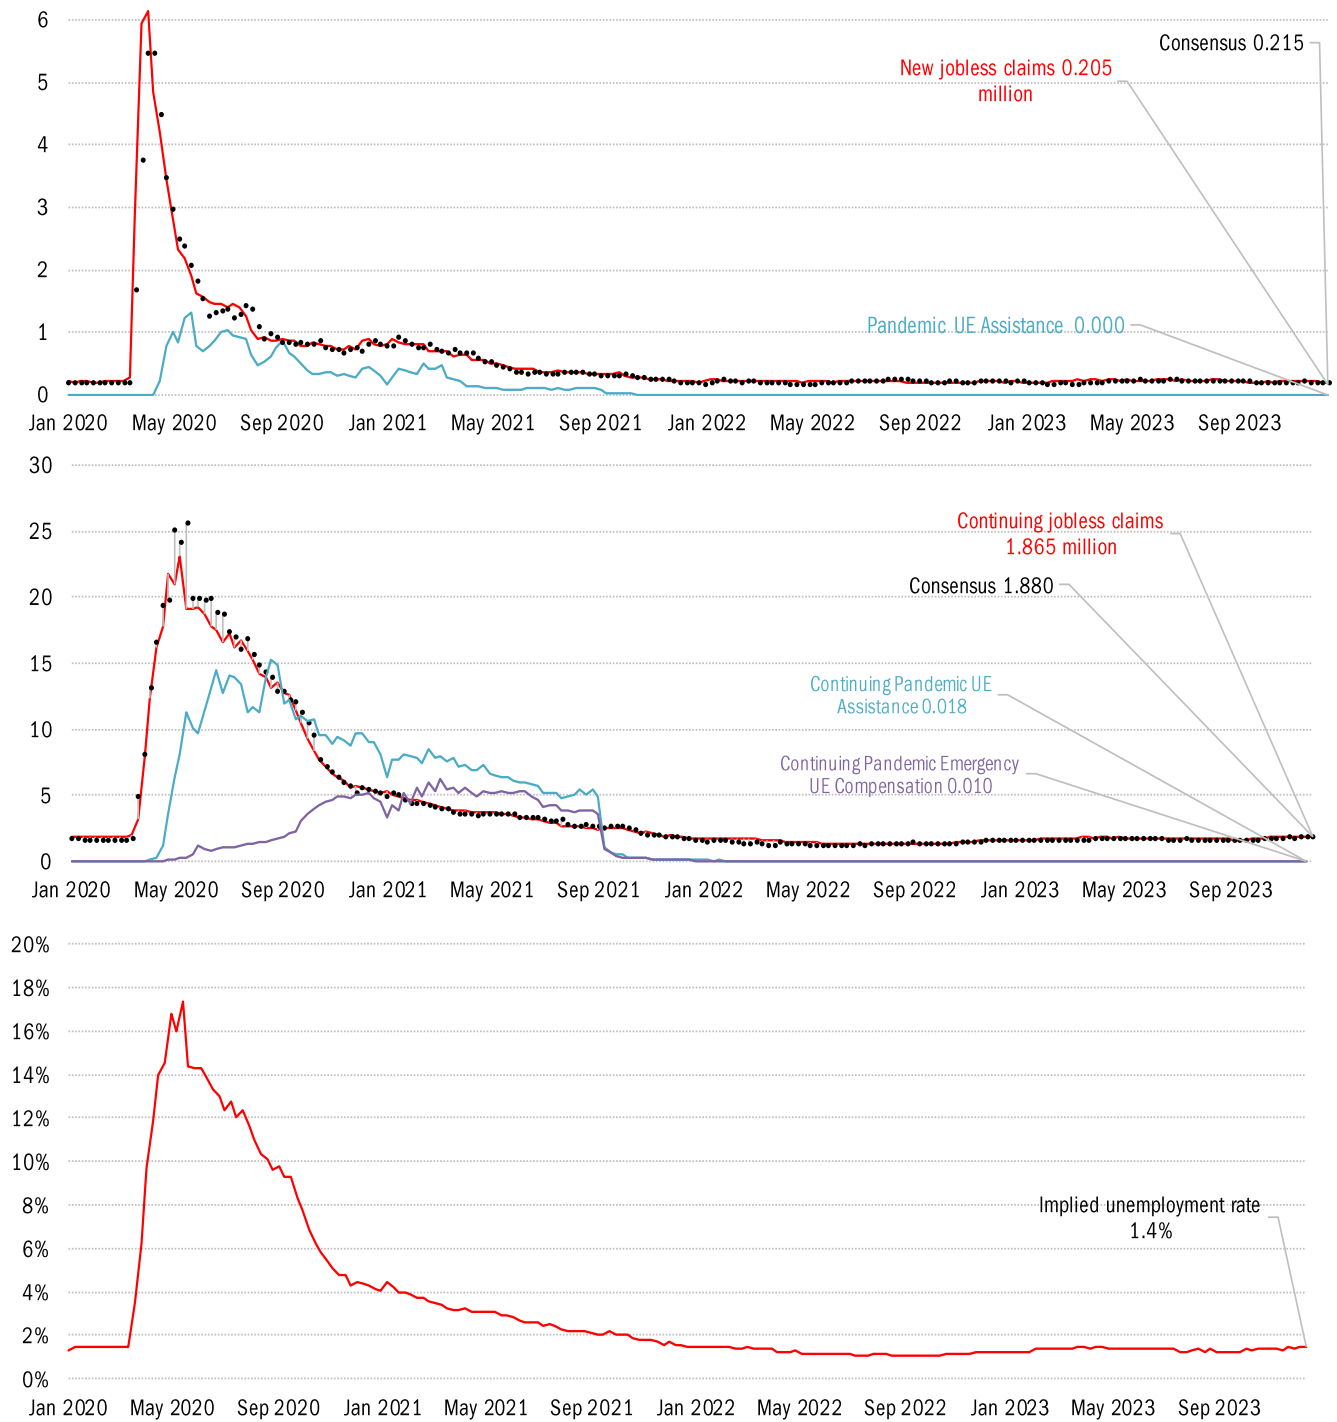 6
Consensus 0.215
New jobless claims 0.205
million
5
4
3
2
1
Pandemic UE Assistance 0.000
0
Jan 2020 May 2020 Sep 2020 Jan 2021 May 2021 Sep 2021 Jan 2022 May 2022 Sep 2022 Jan 2023 May 2023 Sep 2023
30
25
Continuing jobless claims
1.865 million
Consensus 1.880
20
15
Continuing Pandemic UE
Assistance 0.018
10
Continuing Pandemic Emergency
UE Compensation 0.010
5
0
Jan 2020 May 2020 Sep 2020 Jan 2021 May 2021 Sep 2021 Jan 2022 May 2022 Sep 2022 Jan 2023 May 2023 Sep 2023
20%
18%
16%
14%
12%
10%
8%
Implied unemployment rate
1.4%
6%
4%
2%
0%
Jan 2020 May 2020 Sep 2020 Jan 2021 May 2021 Sep 2021 Jan 2022 May 2022 Sep 2022 Jan 2023 May 2023 Sep 2023